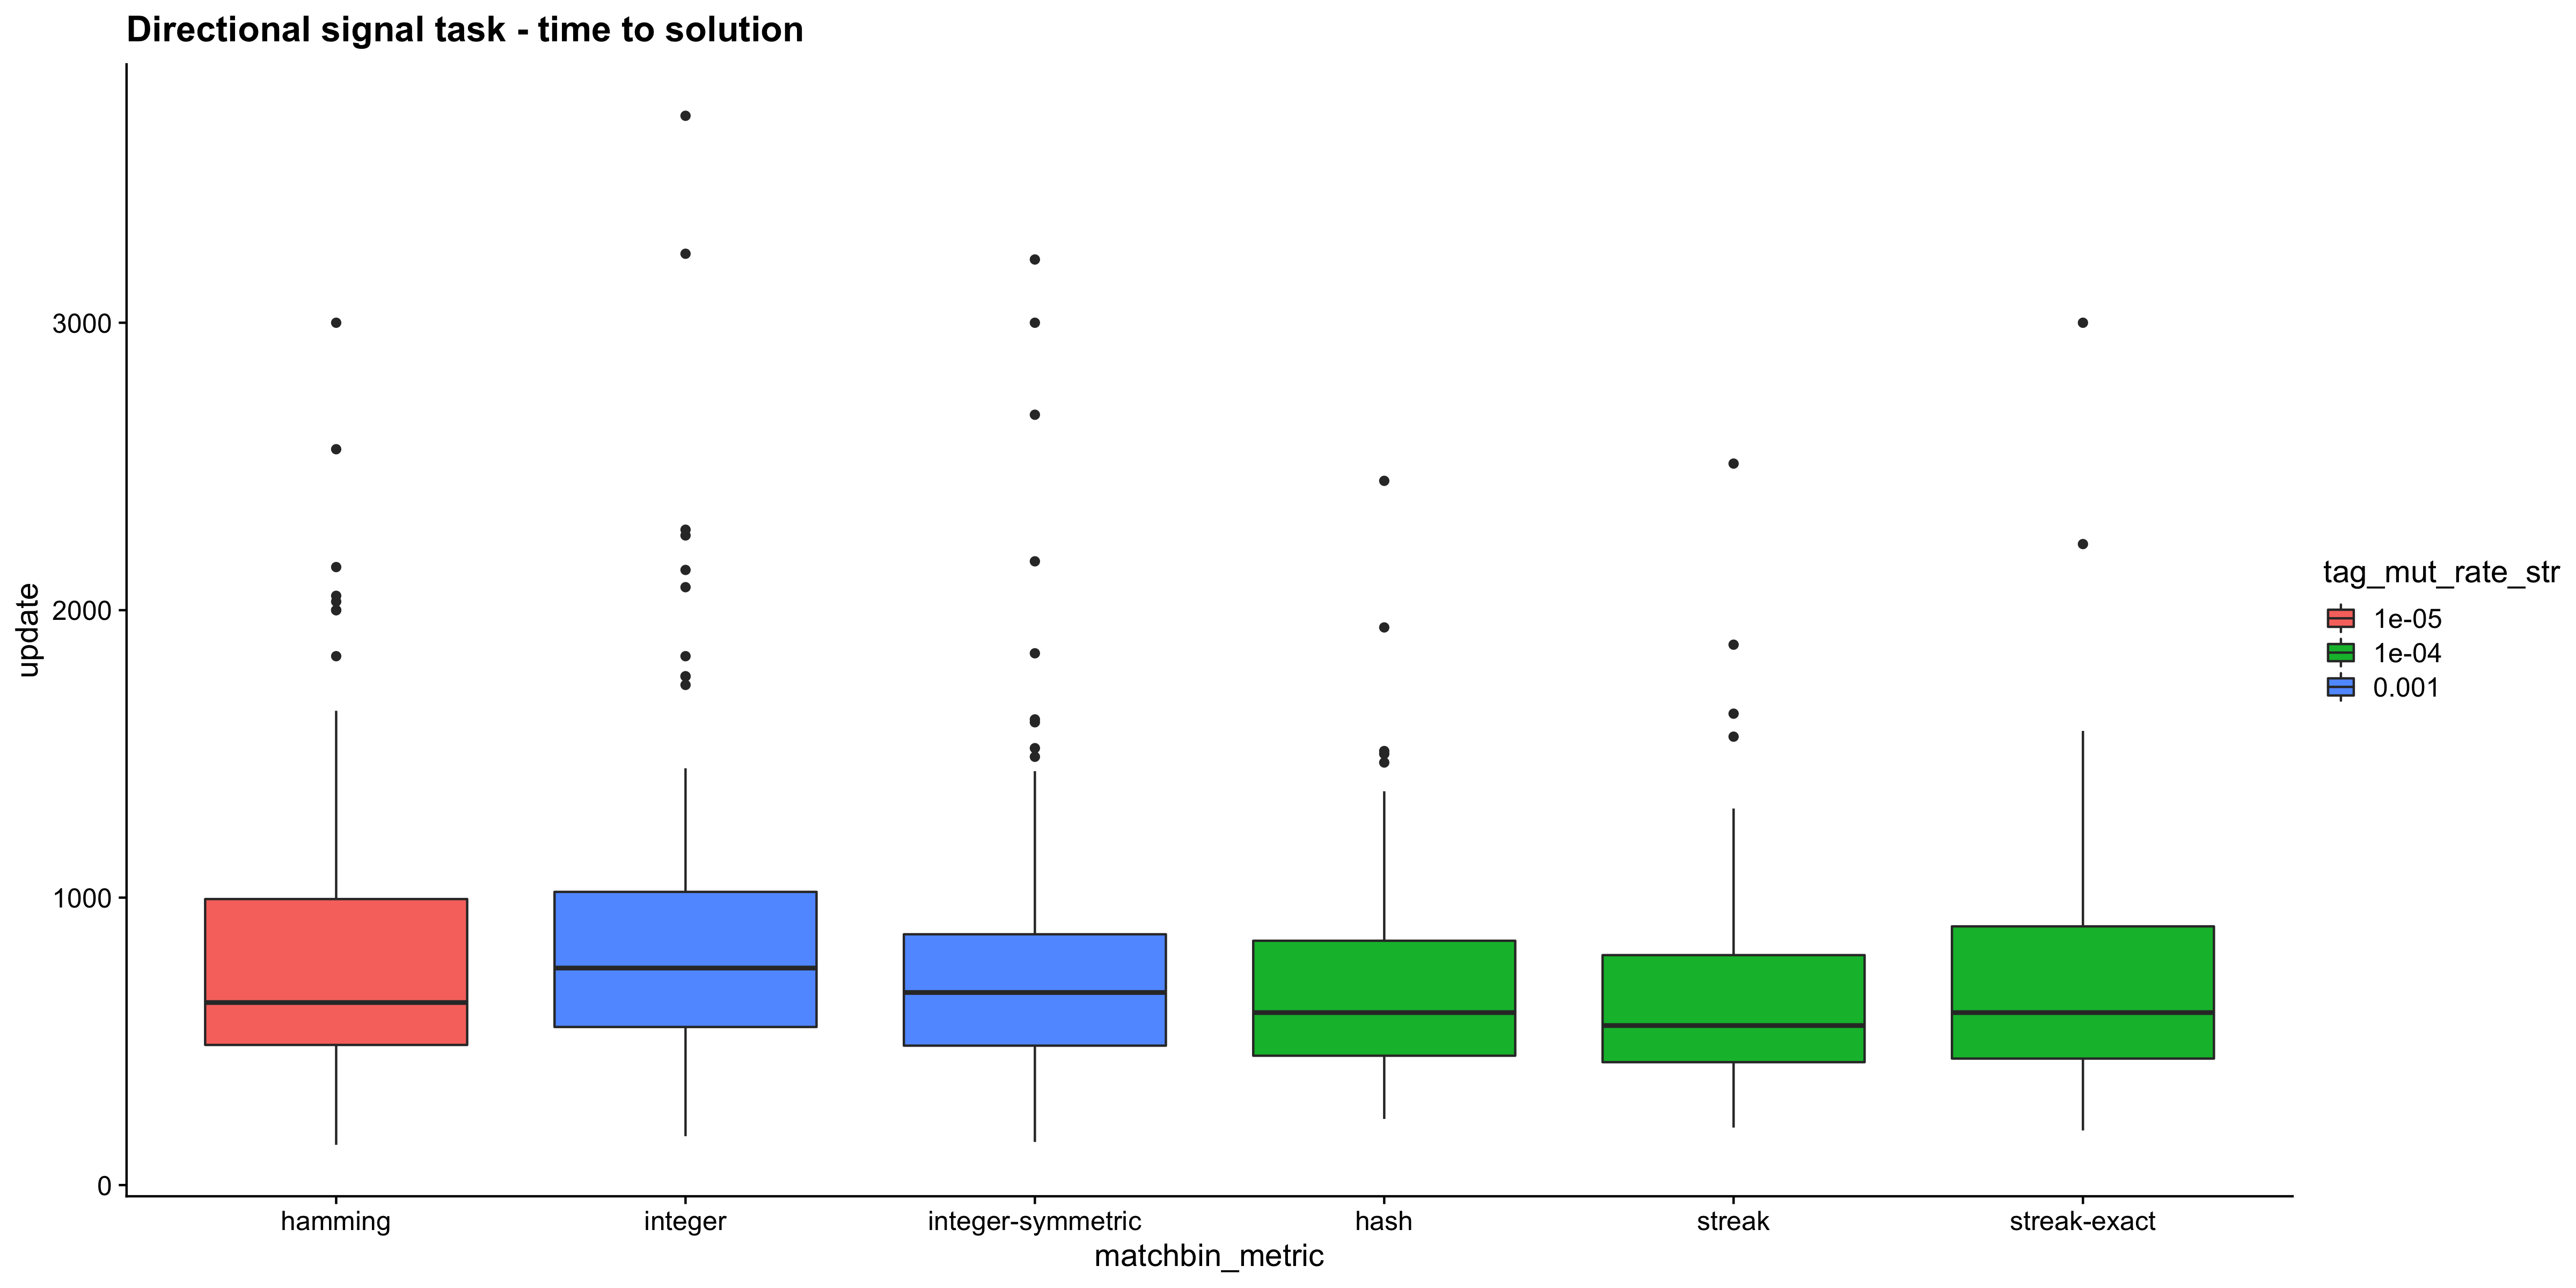 Directional signal task - time to solution
update
3000
2000
1000
0
hamming
integer
integer-symmetric
hash
streak
streak-exact
matchbin_metric
tag_mut_rate_str
1e-05
1e-04
0.001